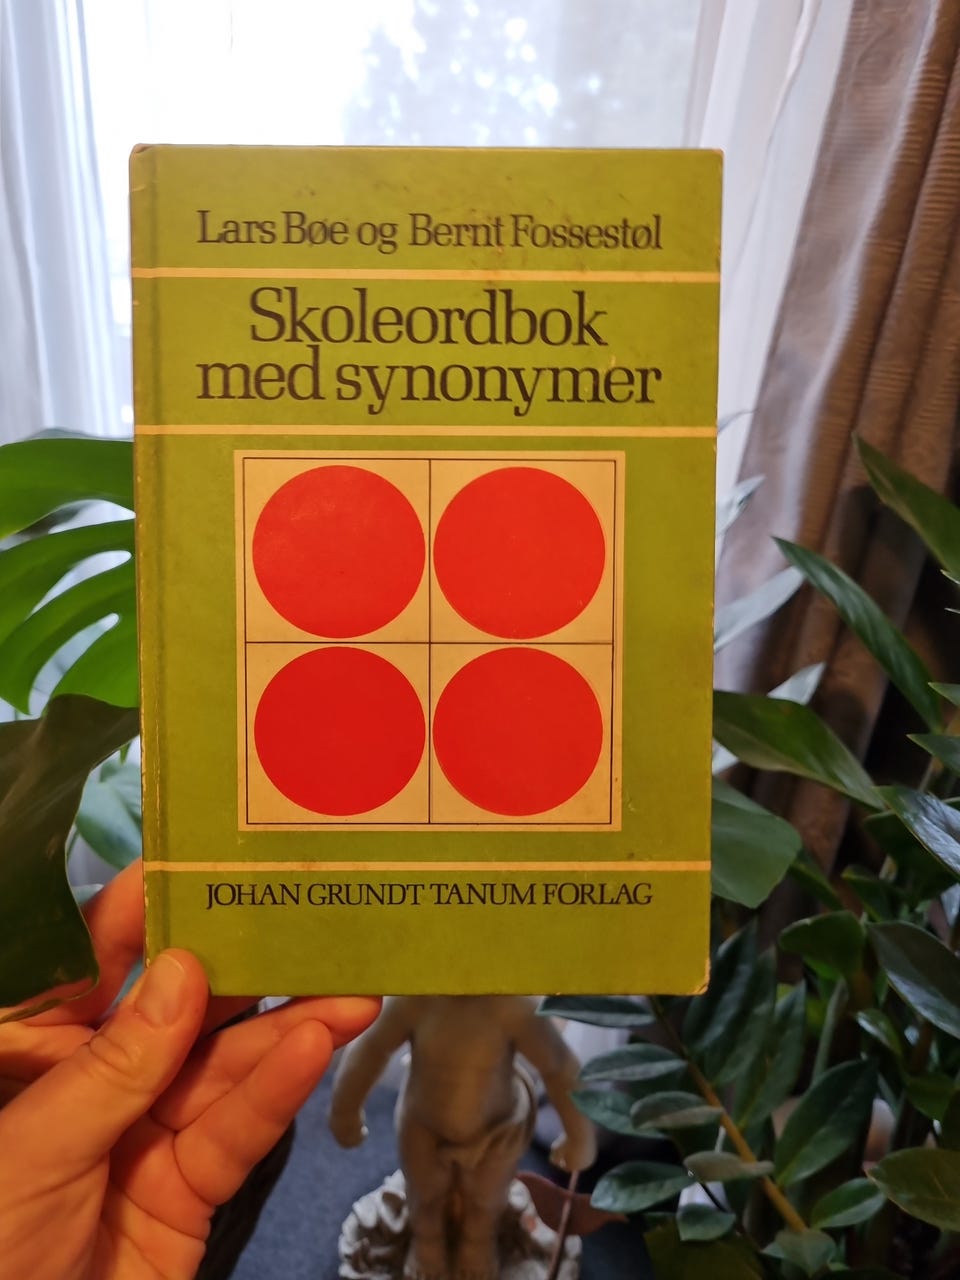 Lars Bøe og Bernt Fossestøl
Skoleordbok
med synonymer
JOHAN GRUNDT TANUM FORLAG